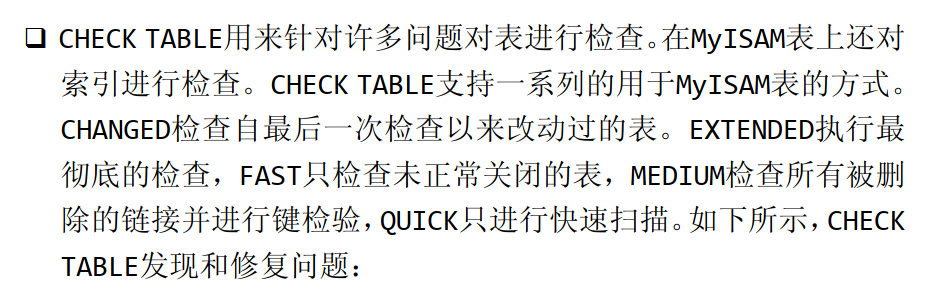 ❑ CHECK TABLE用来针对许多问题对表进行检查。在MyISAM表上还对
索引进行检查。CHECK TABLE支持一系列的用于MyISAM表的方式。
CHANGED检查自最后一次检查以来改动过的表。EXTENDED执行最
彻底的检查，FAST只检查未正常关闭的表，MEDIUM检查所有被删
除的链接并进行键检验，QUICK只进行快速扫描。如下所示，CHECK
TABLE发现和修复问题：